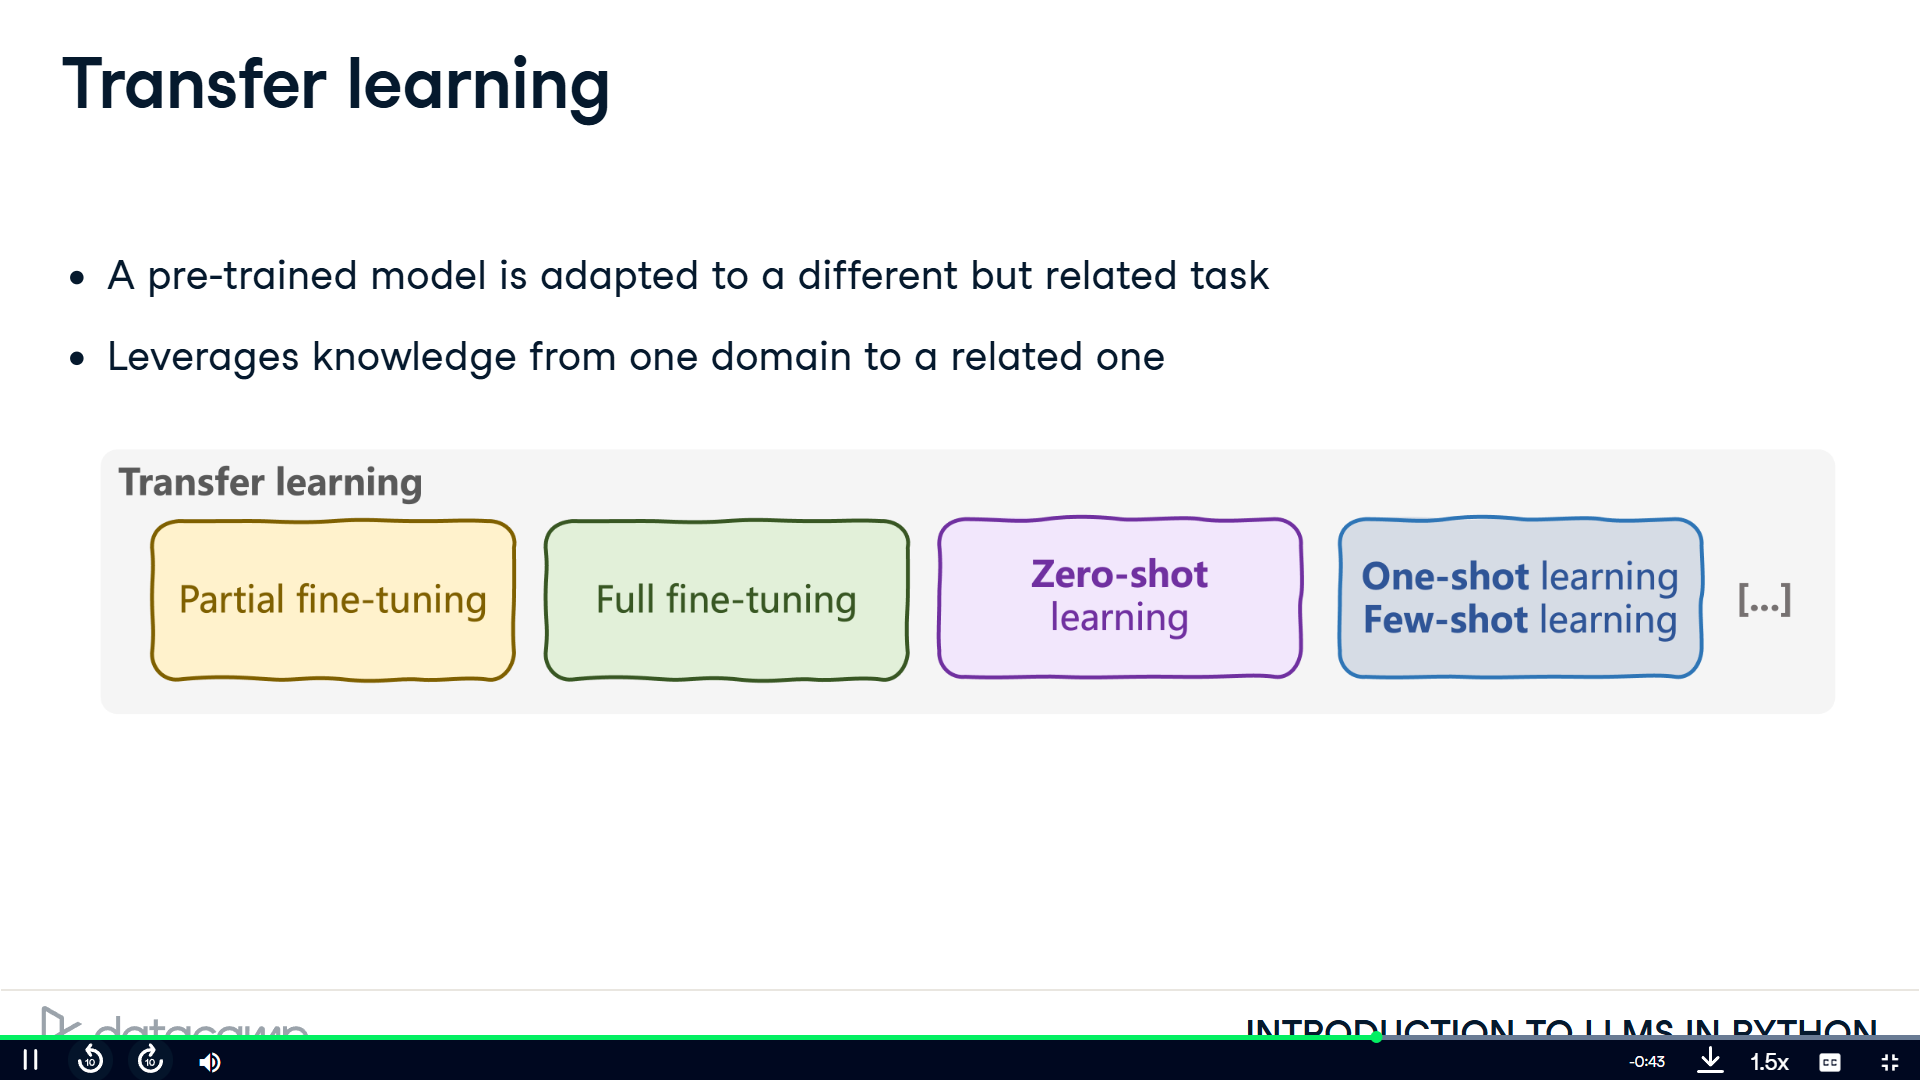 Transfer learning
• A pre-trained model is adapted to a different but related task
• Leverages knowledge from one domain to a related one
Transfer learning
Partial fine-tuning
Full fine-tuning
Zero-shot
learning
One-shot learning
Few-shot learning
[...]
datacamp
INTRODUCTION TO LLMS IN PYTHON
10
10
-0:43
1.5x
CC